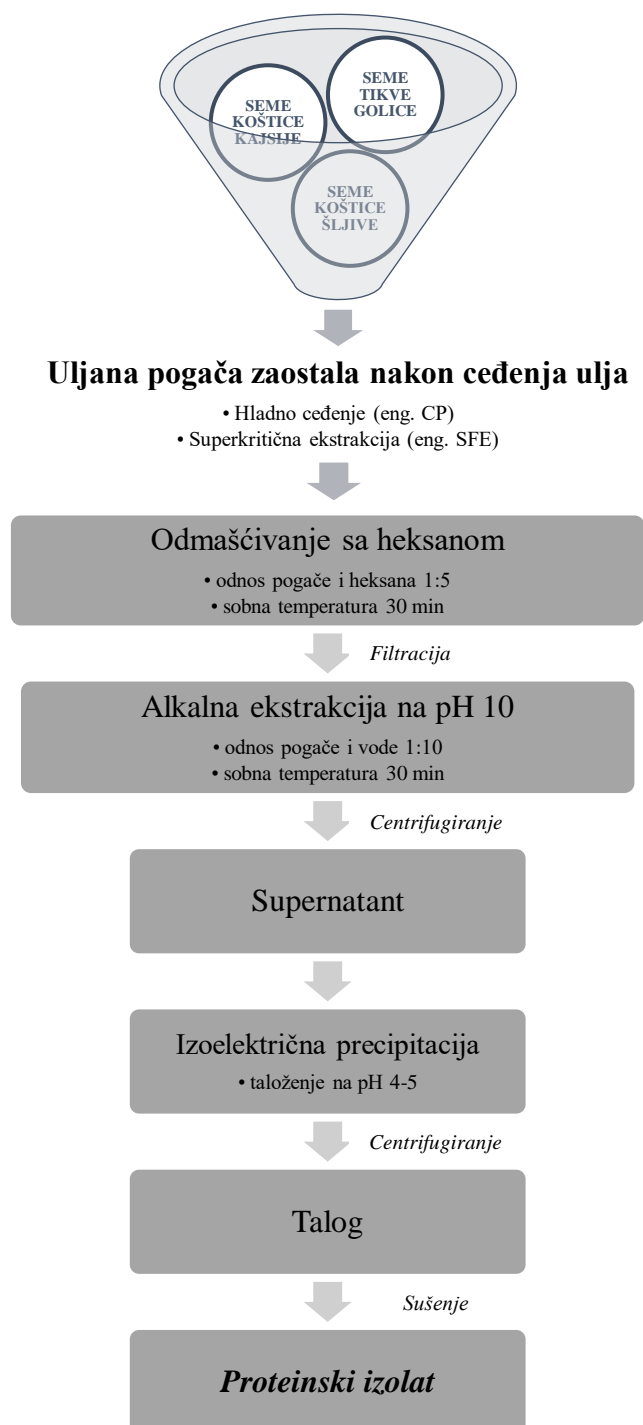 SEME
KOŠTICE
KAJSIJE
SEME
TIKVE
GOLICE
SEME
KOŠTICE
ŠLJIVE
Uljana pogača zaostala nakon ceđenja ulja
• Hladno ceđenje (eng. CP)
• Superkritična ekstrakcija (eng. SFE)
Odmašćivanje sa heksanom
• odnos pogače i heksana 1:5
• sobna temperatura 30 min
Filtracija
Alkalna ekstrakcija na pH 10
• odnos pogače i vode 1:10
• sobna temperatura 30 min
Centrifugiranje
Supernatant
Izoelektrična precipitacija
• taloženje na pH 4-5
Centrifugiranje
Talog
Sušenje
Proteinski izolat